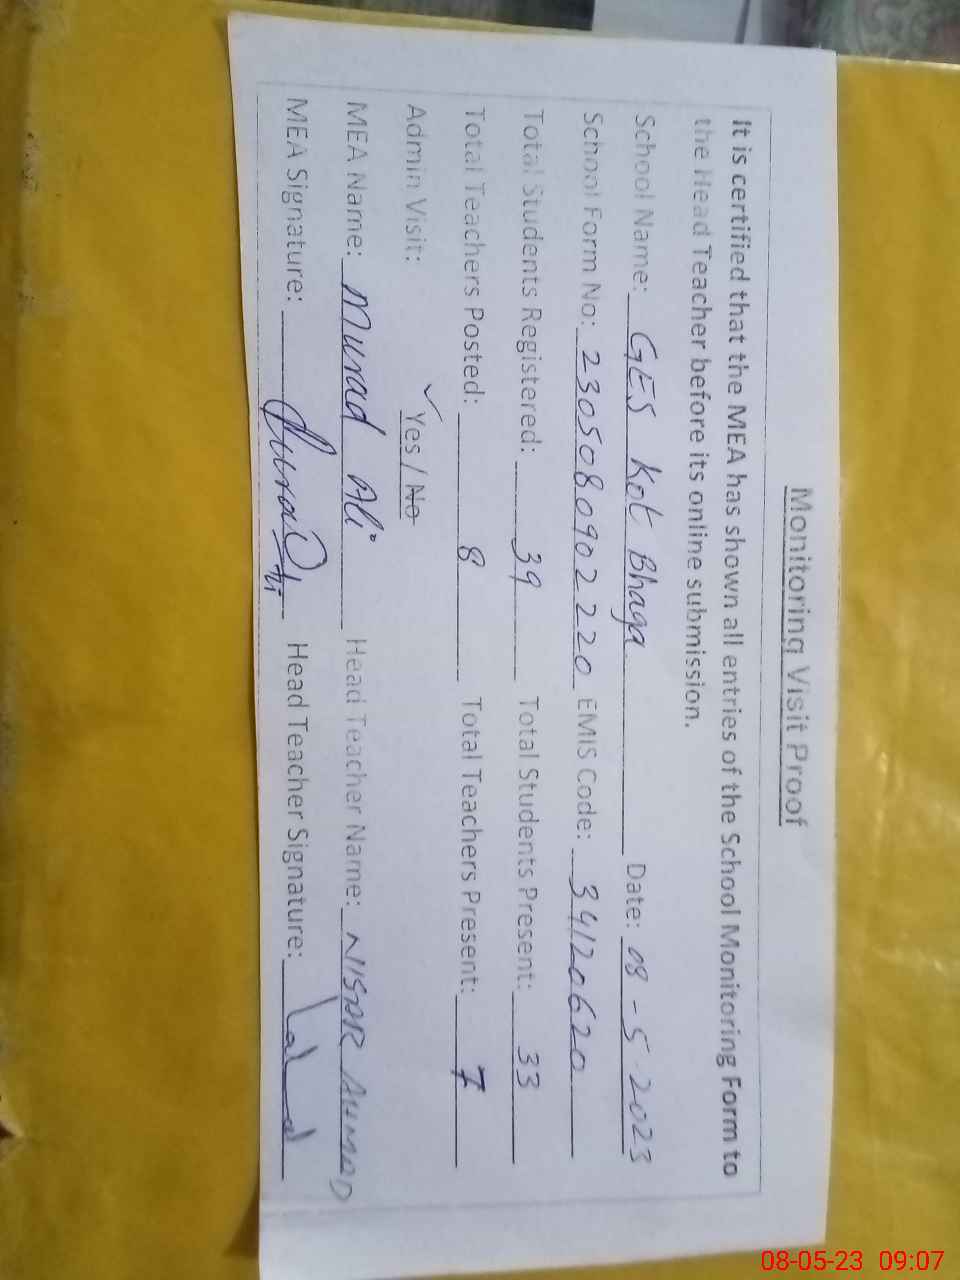 Monitoring Visit Proof
It is certified that the MEA has shown all entries of the School Monitoring Form to
the Head Teacher before its online submission.
School Name: GES Kot Bhaga Date: 08-5-2023
School Form No: 2305080902220 EMIS Code: 34120620
Total Students Registered: 39 Total Students Present: 33
Total Teachers Posted: 8 Total Teachers Present: 7
Admin Visit: ✓Yes / No
MEA Name: Murad Ali Head Teacher Name: NISAR AHMAD
MEA Signature: Head Teacher Signature:
08-05-23 09:07